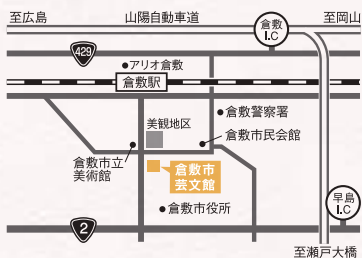 至広島
山陽自動車道
倉敷
I.C
至岡山
429
アリオ倉敷
倉敷駅
美観地区
倉敷警察署
倉敷市民会館
倉敷市立
美術館
倉敷市
芸文館
倉敷市役所
早島
I.C
2
至瀬戸大橋